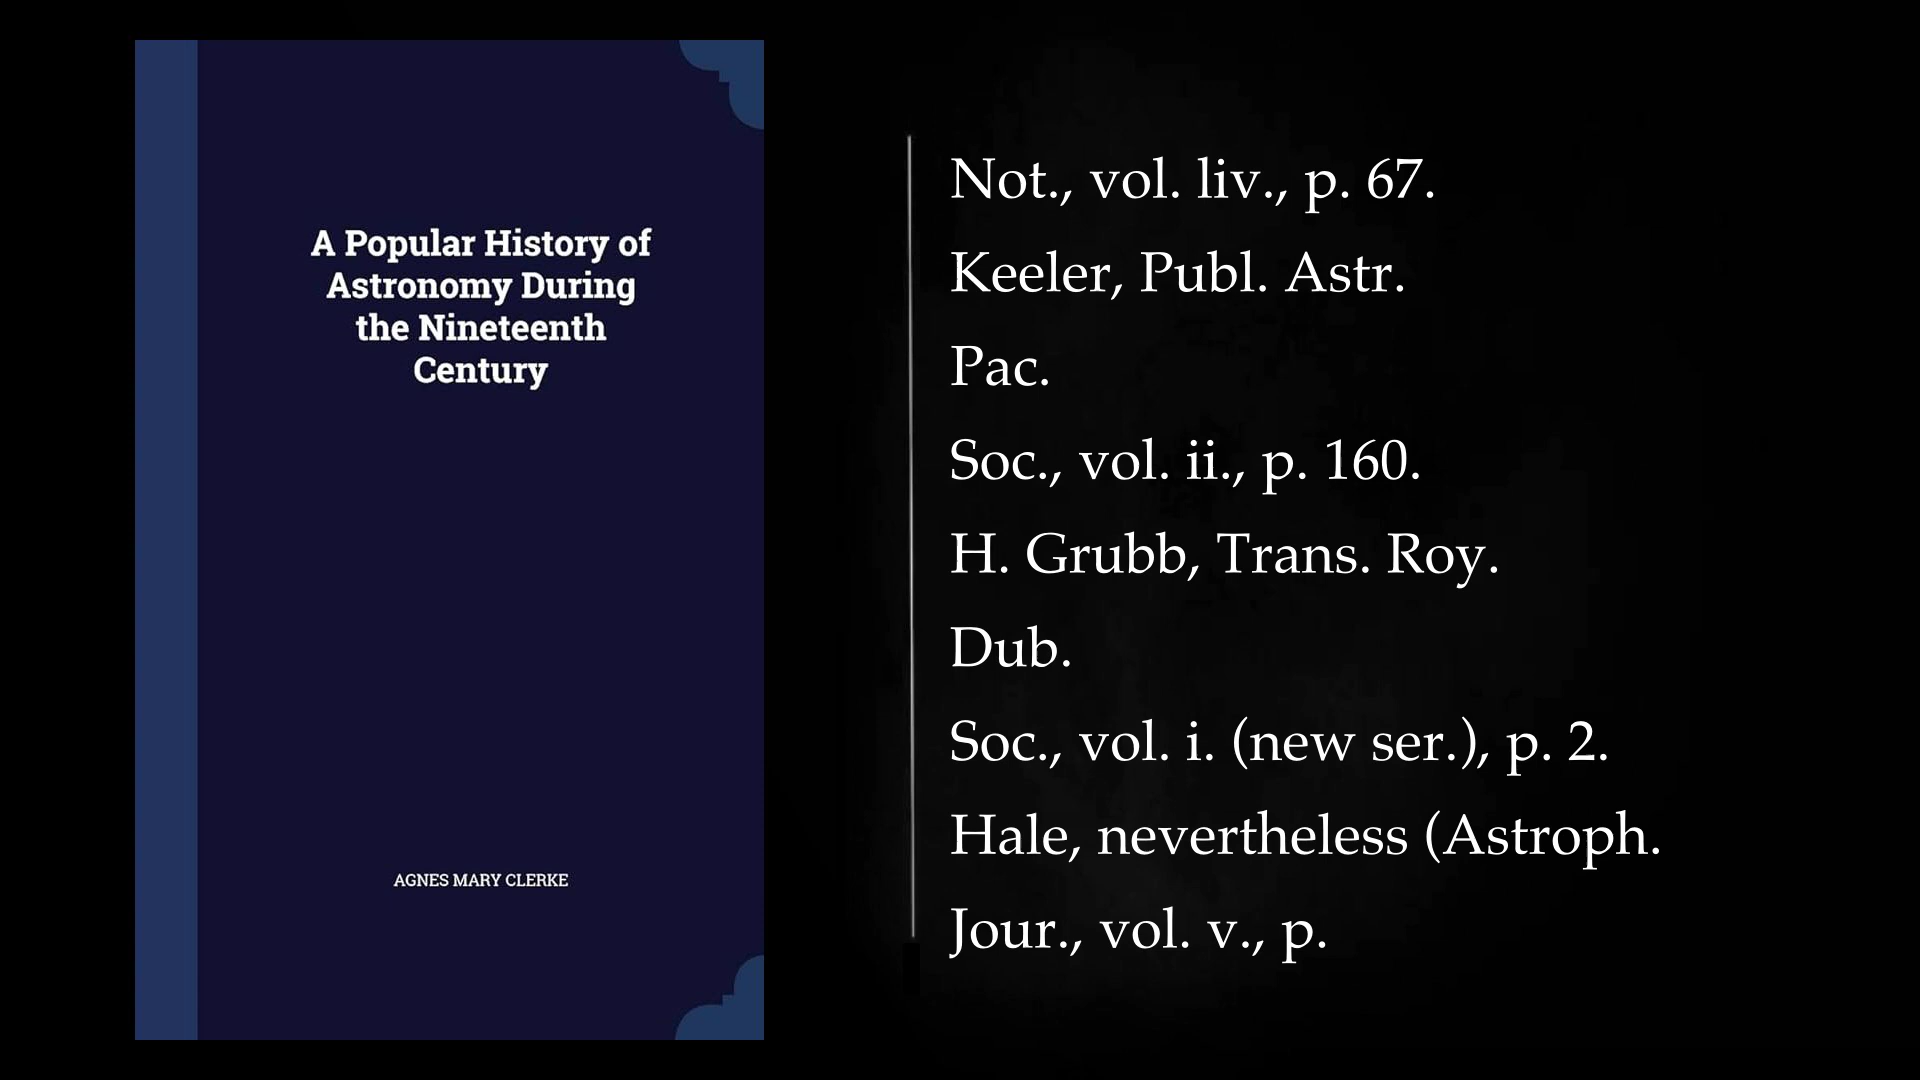 A Popular History of
Astronomy During
the Nineteenth
Century
AGNES MARY CLERKE
Not., vol. liv., p. 67.
Keeler, Publ. Astr.
Pac.
Soc., vol. ii., p. 160.
H. Grubb, Trans. Roy.
Dub.
Soc., vol. i. (new ser.), p. 2.
Hale, nevertheless (Astroph.
Jour., vol. v., p.